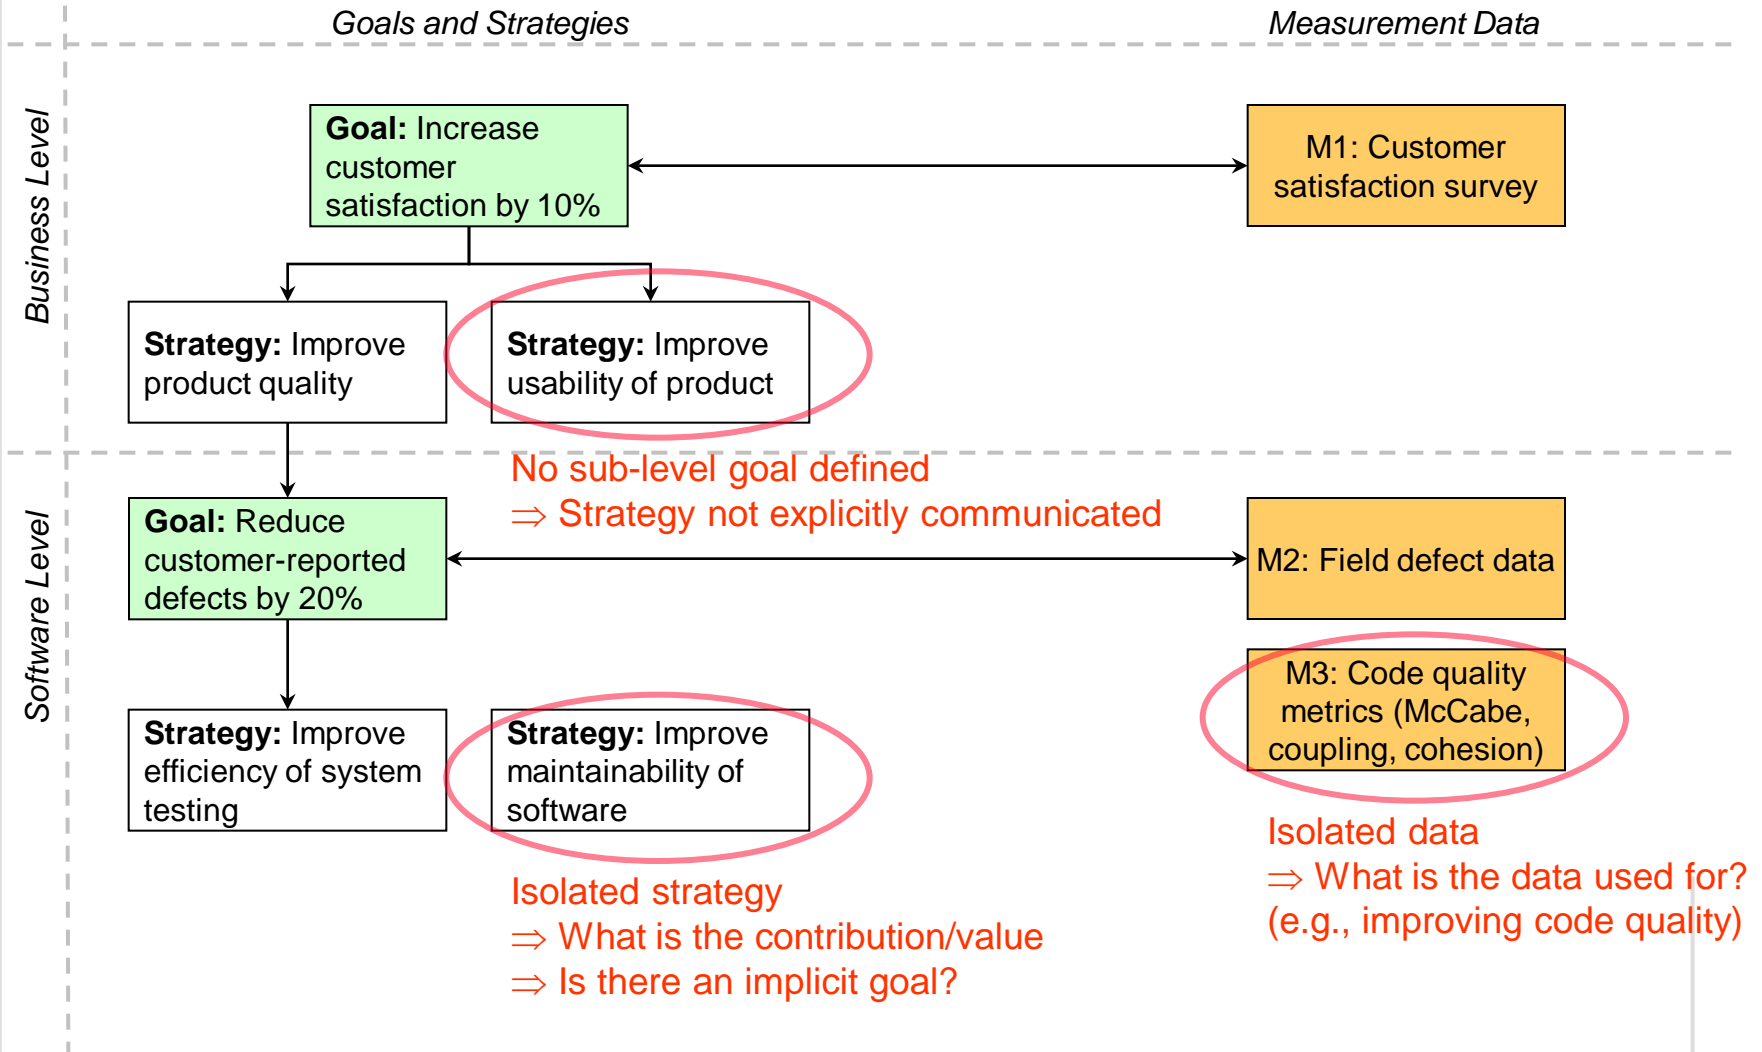 Goals and Strategies
Measurement Data
Business Level
Goal: Increase
customer
satisfaction by 10%
M1: Customer
satisfaction survey
Strategy: Improve
product quality
Strategy: Improve
usability of product
No sub-level goal defined
⇒ Strategy not explicitly communicated
Software Level
Goal: Reduce
customer-reported
defects by 20%
M2: Field defect data
M3: Code quality
metrics (McCabe,
coupling, cohesion)
Strategy: Improve
efficiency of system
testing
Strategy: Improve
maintainability of
software
Isolated data
⇒ What is the data used for?
(e.g., improving code quality)
Isolated strategy
⇒ What is the contribution/value
⇒ Is there an implicit goal?